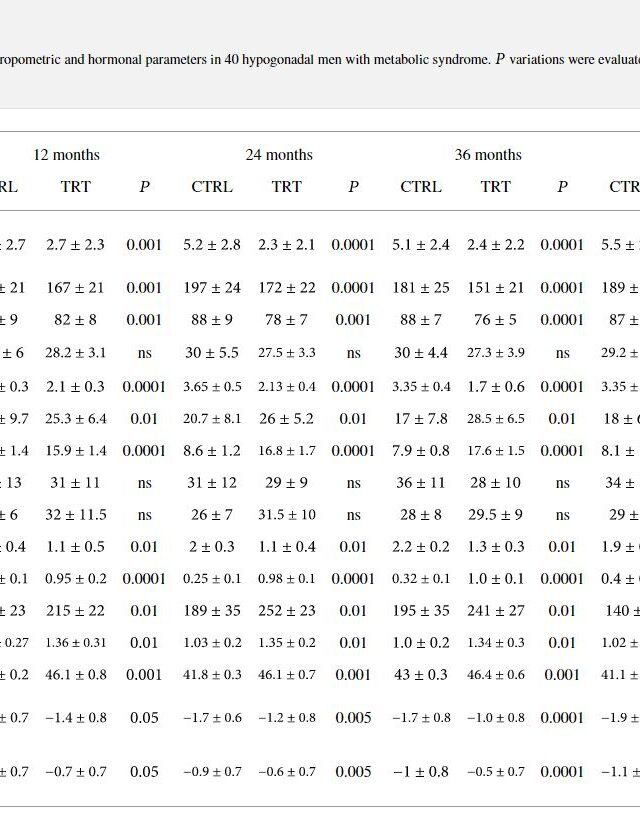 ropometric and hormonal parameters in 40 hypogonadal men with metabolic syndrome. P variations were evaluate
12 months 24 months 36 months
RL TRT P CTRL TRT P CTRL TRT P CTR
2.7 2.7 ± 2.3 0.001 5.2 ± 2.8 2.3 ± 2.1 0.0001 5.1 ± 2.4 2.4 ± 2.2 0.0001 5.5 ±
± 21 167 ± 21 0.001 197 ± 24 172 ± 22 0.0001 181 ± 25 151 ± 21 0.0001 189 ±
± 9 82 ± 8 0.001 88 ± 9 78 ± 7 0.001 88 ± 7 76 ± 5 0.0001 87 ±
± 6 28.2 ± 3.1 ns 30 ± 5.5 27.5 ± 3.3 ns 30 ± 4.4 27.3 ± 3.9 ns 29.2 ±
± 0.3 2.1 ± 0.3 0.0001 3.65 ± 0.5 2.13 ± 0.4 0.0001 3.35 ± 0.4 1.7 ± 0.6 0.0001 3.35 ±
± 9.7 25.3 ± 6.4 0.01 20.7 ± 8.1 26 ± 5.2 0.01 17 ± 7.8 28.5 ± 6.5 0.01 18 ±
± 1.4 15.9 ± 1.4 0.0001 8.6 ± 1.2 16.8 ± 1.7 0.0001 7.9 ± 0.8 17.6 ± 1.5 0.0001 8.1 ±
13 31 ± 11 ns 31 ± 12 29 ± 9 ns 36 ± 11 28 ± 10 ns 34 ±
± 6 32 ± 11.5 ns 26 ± 7 31.5 ± 10 ns 28 ± 8 29.5 ± 9 ns 29 ±
± 0.4 1.1 ± 0.5 0.01 2 ± 0.3 1.1 ± 0.4 0.01 2.2 ± 0.2 1.3 ± 0.3 0.01 1.9 ±
± 0.1 0.95 ± 0.2 0.0001 0.25 ± 0.1 0.98 ± 0.1 0.0001 0.32 ± 0.1 1.0 ± 0.1 0.0001 0.4 ±
± 23 215 ± 22 0.01 189 ± 35 252 ± 23 0.01 195 ± 35 241 ± 27 0.01 140 ±
± 0.27 1.36 ± 0.31 0.01 1.03 ± 0.2 1.35 ± 0.2 0.01 1.0 ± 0.2 1.34 ± 0.3 0.01 1.02 ±
± 0.2 46.1 ± 0.8 0.001 41.8 ± 0.3 46.1 ± 0.7 0.001 43 ± 0.3 46.4 ± 0.6 0.001 41.1 ±
± 0.7 −1.4 ± 0.8 0.05 −1.7 ± 0.6 −1.2 ± 0.8 0.005 −1.7 ± 0.8 −1.0 ± 0.8 0.0001 −1.9 ±
± 0.7 −0.7 ± 0.7 0.05 −0.9 ± 0.7 −0.6 ± 0.7 0.005 −1 ± 0.8 −0.5 ± 0.7 0.0001 −1.1 ±